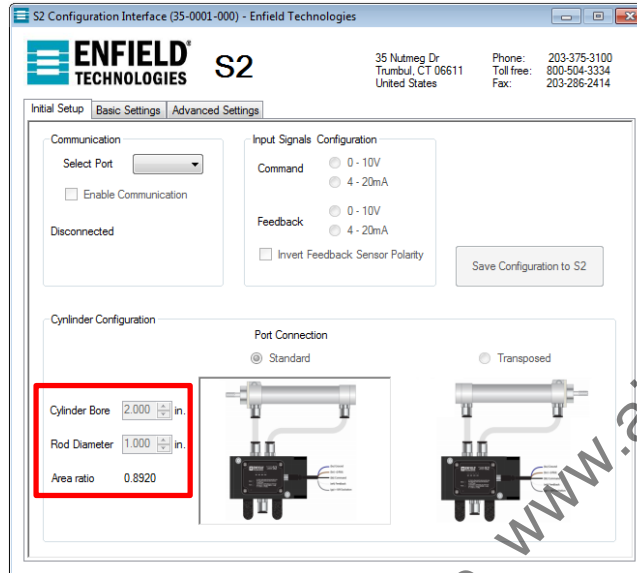 S2 Configuration Interface (35-0001-000) - Enfield Technologies
ENFIELD
TECHNOLOGIES
S2
35 Nutmeg Dr
Trumbul, CT 06611
United States
Phone: 203-375-3100
Toll free: 800-504-3334
Fax: 203-286-2414
Initial Setup Basic Settings Advanced Settings
Communication
Select Port
Enable Communication
Disconnected
Input Signals Configuration
Command
0 - 10V
4 - 20mA
Feedback
0 - 10V
4 - 20mA
Invert Feedback Sensor Polarity
Save Configuration to S2
Cynlinder Configuration
Port Connection
Standard
Transposed
Cylinder Bore 2.000 in.
Rod Diameter 1.000 in.
Area ratio 0.8920
www.ai